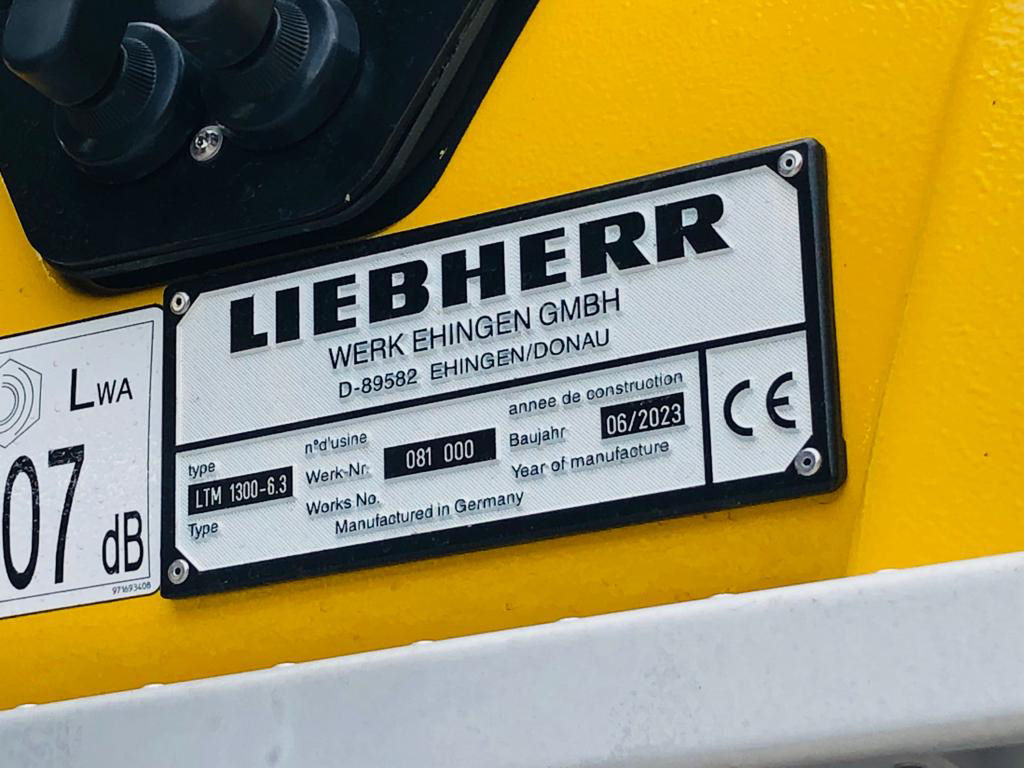 LIEBHERR
WERK EHINGEN GMBH
D-89582 EHINGEN/DONAU
type
LTM 1300-6.3
Type
n°d'usine
Werk-Nr.
081 000
Works No.
annee de construction
Baujahr
06/2023
Year of manufacture
Manufactured in Germany
CE
LWA
07
dB
971693408